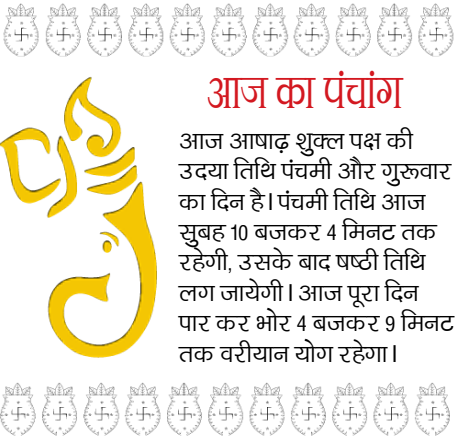 आज का पंचांग
आज आषाढ़ शुक्ल पक्ष की
उदया तिथि पंचमी और गुरूवार
का दिन है। पंचमी तिथि आज
सुबह 10 बजकर 4 मिनट तक
रहेगी, उसके बाद षष्ठी तिथि
लग जायेगी। आज पूरा दिन
पार कर भोर 4 बजकर 9 मिनट
तक वरीयान योग रहेगा।